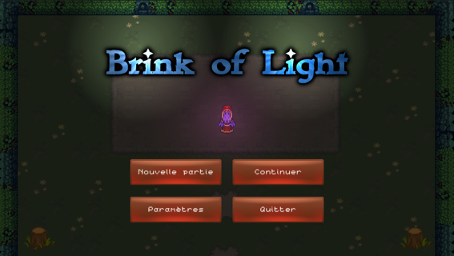 Brink of Light
Nouvelle partie
Continuer
Paramètres
Quitter